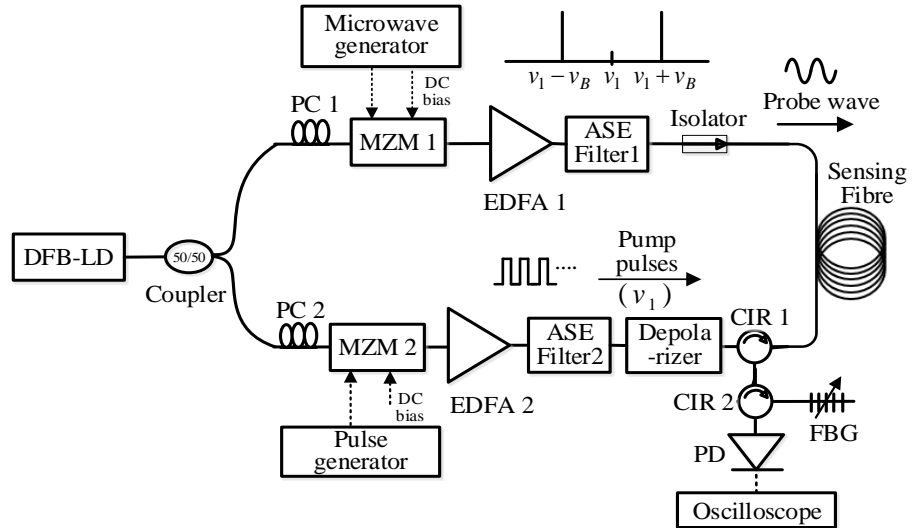 Microwave
generator
DC
bias
PC 1
MZM 1
EDFA 1
ASE
Filter1
v₁ − v_B
v₁
v₁ + v_B
Isolator
Probe wave
Sensing
Fibre
DFB-LD
50/50
Coupler
PC 2
MZM 2
DC
bias
Pulse
generator
EDFA 2
ASE
Filter2
Pump
pulses
(v₁)
Depola
-rizer
CIR 1
CIR 2
FBG
PD
Oscilloscope